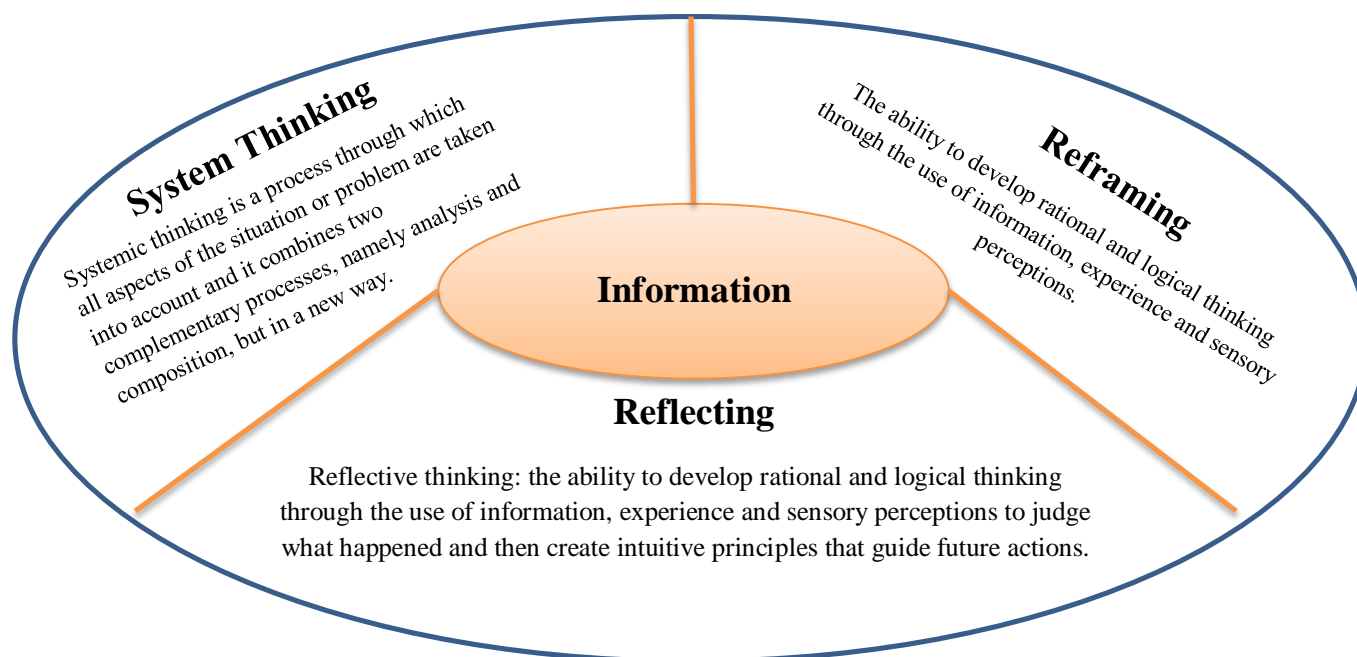 System Thinking
Systemic thinking is a process through which
all aspects of the situation or problem are taken
into account and it combines two
complementary processes, namely analysis and
composition, but in a new way.
Reframing
The ability to develop rational and logical thinking
through the use of information, experience and sensory
perceptions.
Information
Reflecting
Reflective thinking: the ability to develop rational and logical thinking
through the use of information, experience and sensory perceptions to judge
what happened and then create intuitive principles that guide future actions.